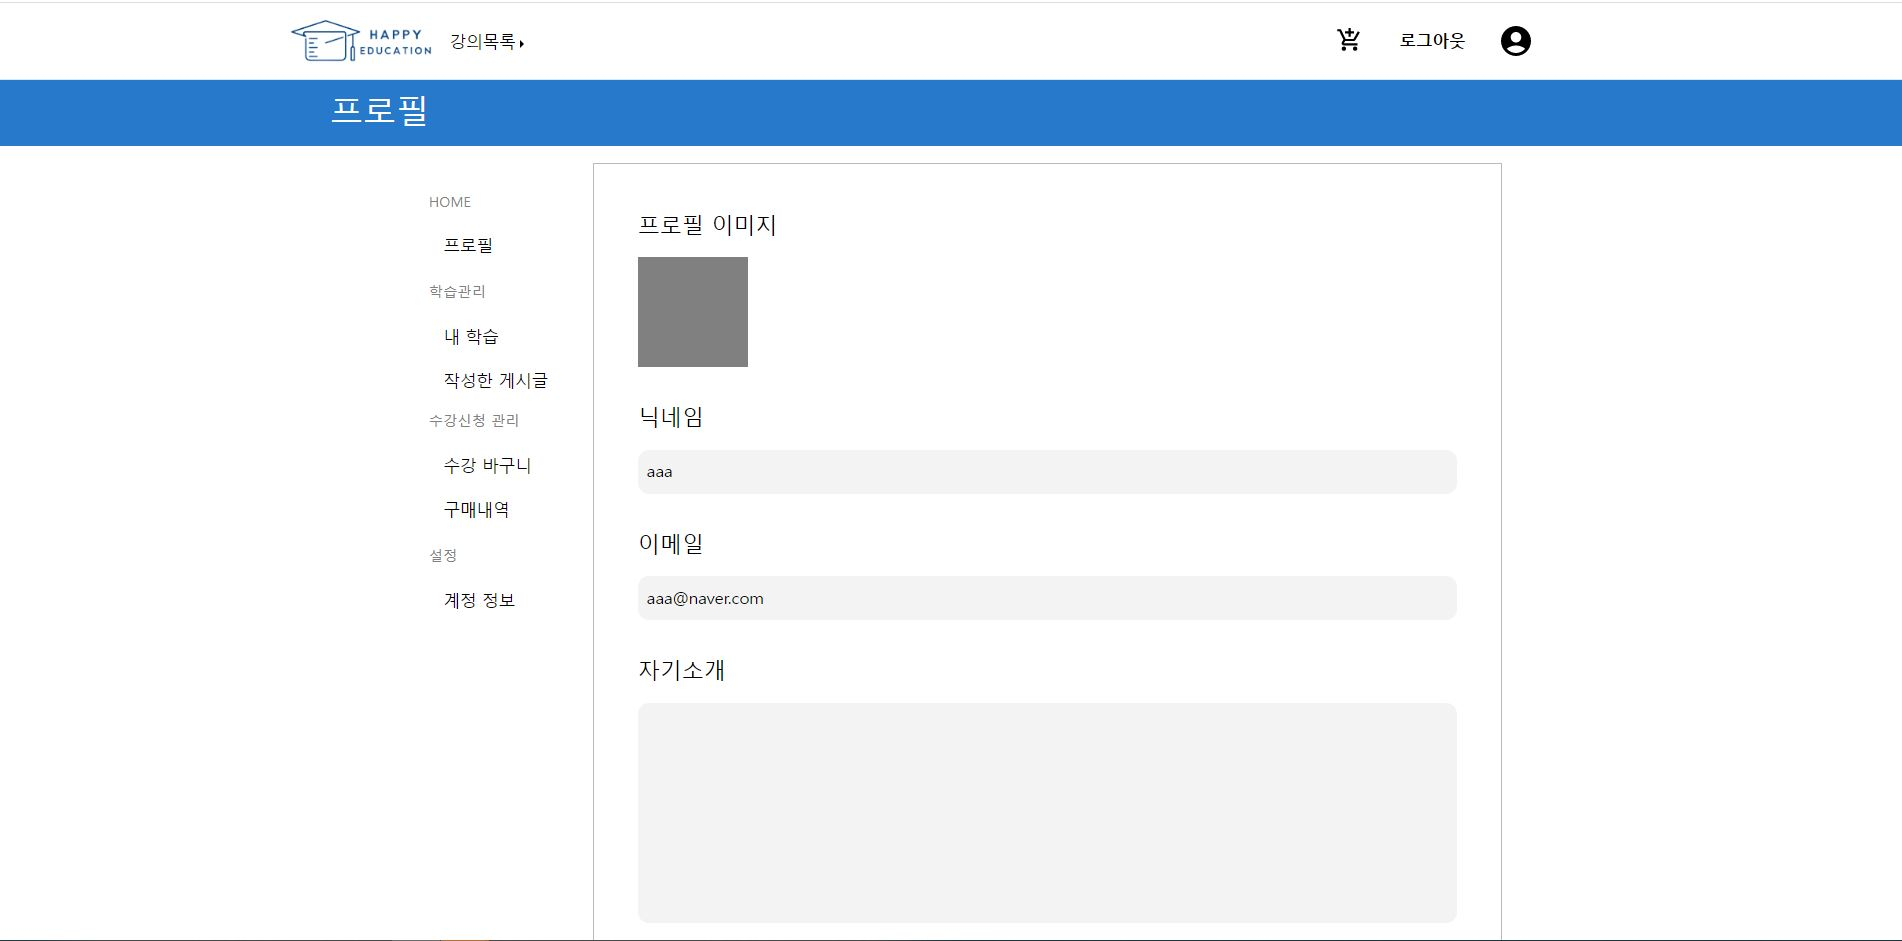 HAPPY
EDUCATION
강의목록
로그아웃
프로필
HOME
프로필
학습관리
내 학습
작성한 게시글
수강신청 관리
수강 바구니
구매내역
설정
계정 정보
프로필 이미지
닉네임
aaa
이메일
aaa@naver.com
자기소개